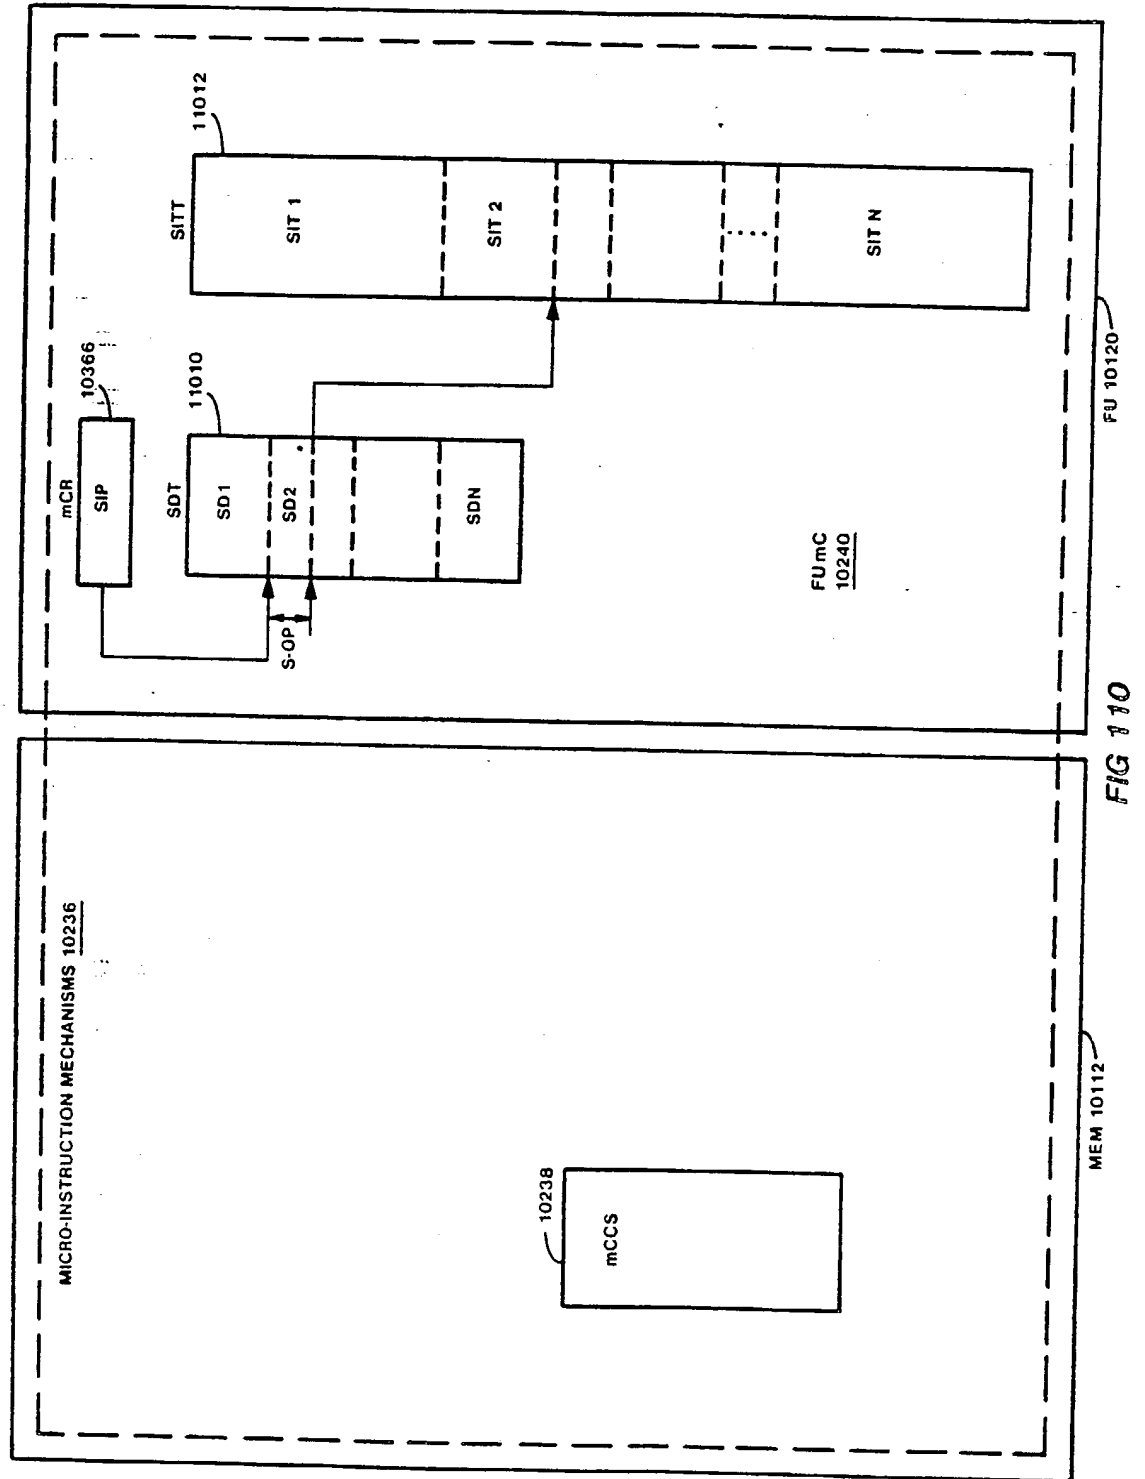 MICRO-INSTRUCTION MECHANISMS 10236
mCCS
10238
MEM 10112
mCR
SIP
10366
SDT
11010
SD1
SD2
SDN
S-OP
SITT
11012
SIT 1
SIT 2
SIT N
FUmC
10240
FU 10120
FIG 110